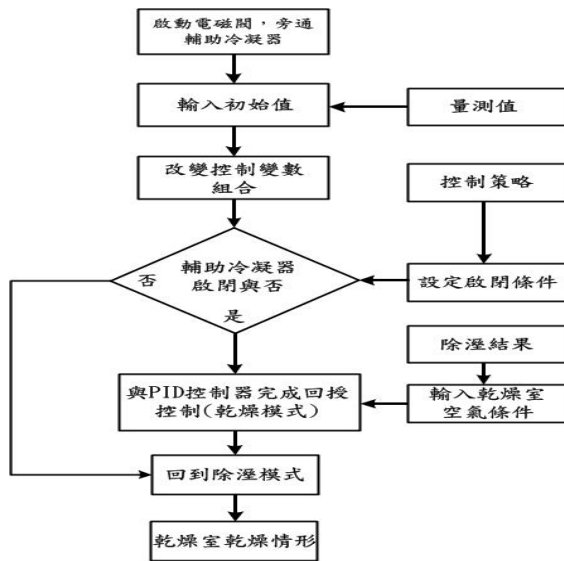 啟動電磁閥，旁通
輔助冷凝器
輸入初始值
量測值
改變控制變數
組合
控制策略
輔助冷凝器
啟閉與否
否
是
設定啟閉條件
除溼結果
與PID控制器完成回授
控制(乾燥模式)
輸入乾燥室
空氣條件
回到除溼模式
乾燥室乾燥情形